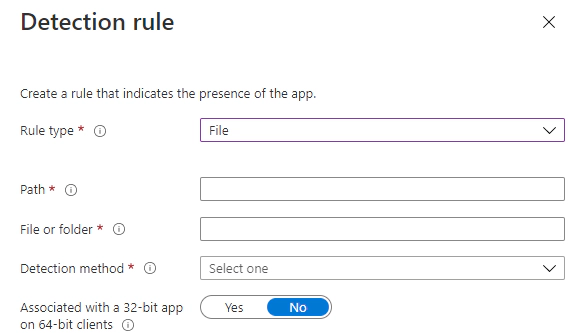 Detection rule
Create a rule that indicates the presence of the app.
Rule type * File
Path *
File or folder *
Detection method * Select one
Associated with a 32-bit app
on 64-bit clients Yes No